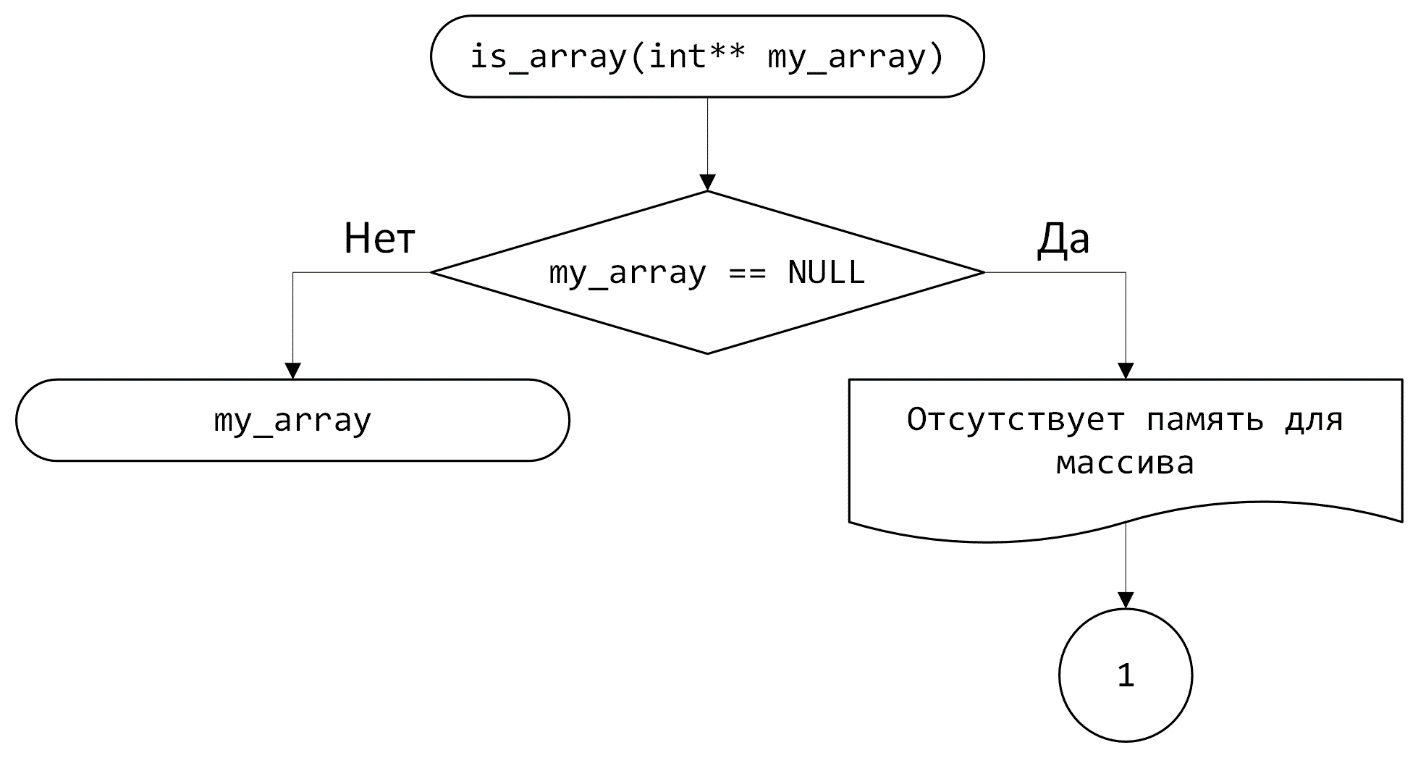 is_array(int** my_array)
Нет
Да
my_array == NULL
my_array
Отсутствует память для
массива
1